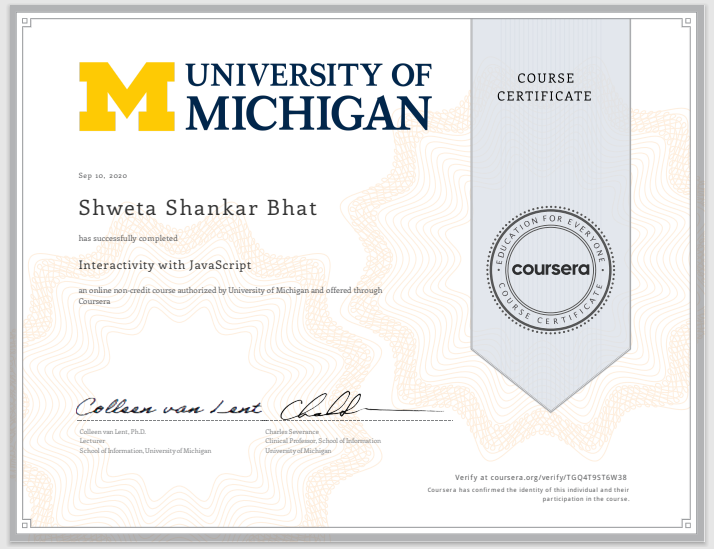 UNIVERSITY OF
MICHIGAN
COURSE
CERTIFICATE
Sep 10, 2020
Shweta Shankar Bhat
has successfully completed
Interactivity with JavaScript
an online non-credit course authorized by University of Michigan and offered through
Coursera
EDUCATION FOR EVERYONE
coursera
COURSE CERTIFICATE
Colleen van Lent
Colleen van Lent, Ph.D.
Lecturer
School of Information, University of Michigan
Charles Severance
Clinical Professor, School of Information
University of Michigan
Verify at coursera.org/verify/TGQ4T9ST6W38
Coursera has confirmed the identity of this individual and their
participation in the course.